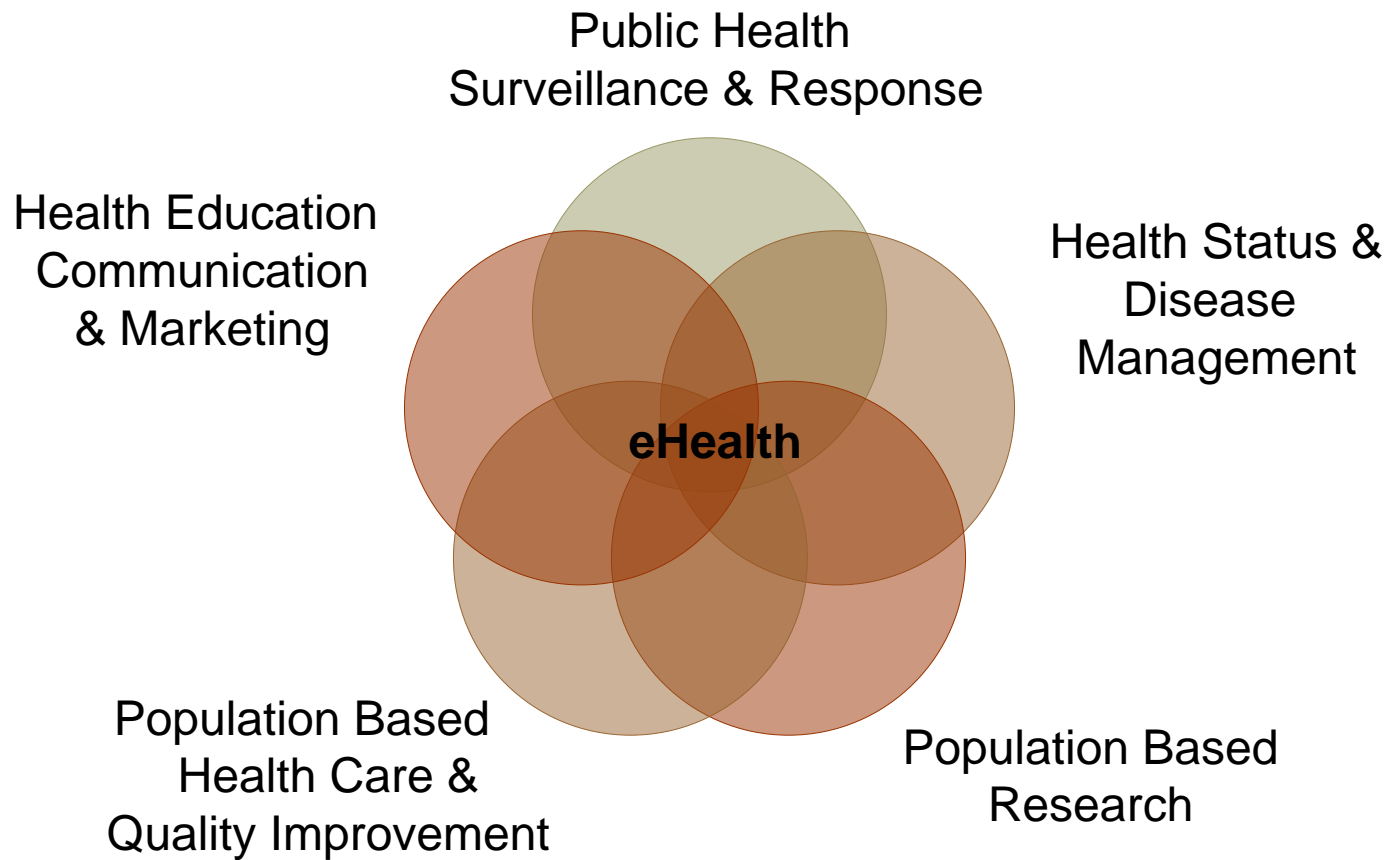 Public Health
Surveillance & Response
Health Education
Communication
& Marketing
Health Status &
Disease
Management
eHealth
Population Based
Health Care &
Quality Improvement
Population Based
Research